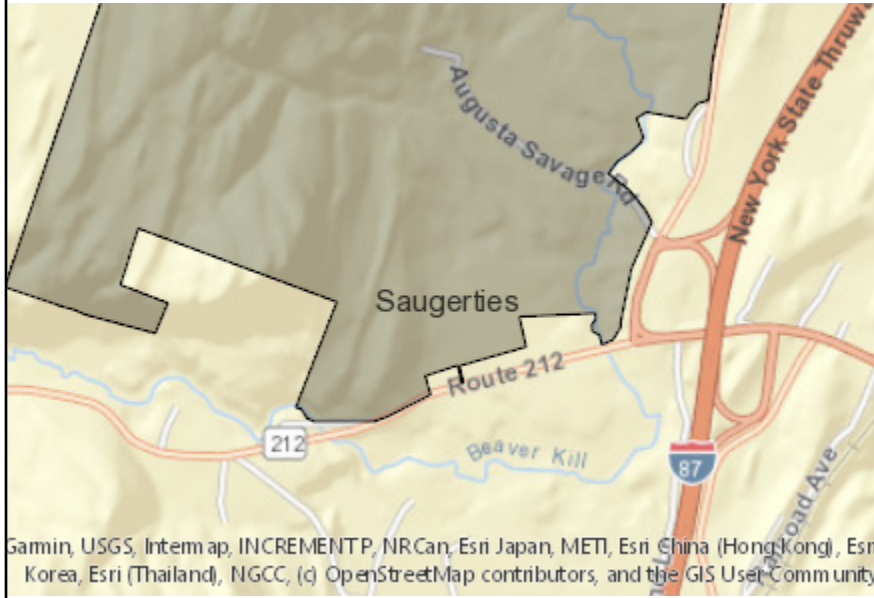 Augusta Savage Rd
New York State Thruw
Saugerties
Route 212
212
Beaver Kill
87
Railroad Ave
Garmin, USGS, Intermap, INCREMENT P, NRCan, Esri Japan, METI, Esri China (Hong Kong), Esri
Korea, Esri (Thailand), NGCC, (c) OpenStreetMap contributors, and the GIS User Community